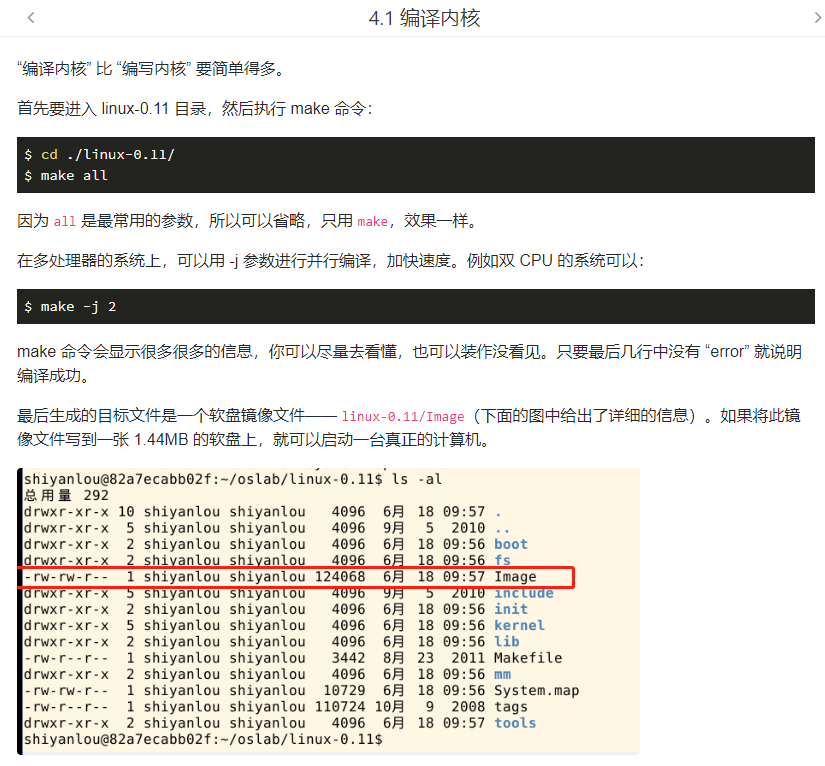 4.1 编译内核
“编译内核” 比 “编写内核” 要简单得多。
首先要进入 linux-0.11 目录，然后执行 make 命令：
$ cd ./linux-0.11/
$ make all
因为 all 是最常用的参数，所以可以省略，只用 make，效果一样。
在多处理器的系统上，可以用 -j 参数进行并行编译，加快速度。例如双 CPU 的系统可以：
$ make -j 2
make 命令会显示很多很多的信息，你可以尽量去看懂，也可以装作没看见。只要最后几行中没有 “error” 就说明
编译成功。
最后生成的目标文件是一个软盘镜像文件—— linux-0.11/Image（下面的图中给出了详细的信息）。如果将此镜
像文件写到一张 1.44MB 的软盘上，就可以启动一台真正的计算机。
shiyanlou@82a7ecabb02f:~/oslab/linux-0.11$ ls -al
总用量 292
drwxr-xr-x 10 shiyanlou shiyanlou   4096  6月  18 09:57 .
drwxr-xr-x  5 shiyanlou shiyanlou   4096  9月   5  2010 ..
drwxr-xr-x  2 shiyanlou shiyanlou   4096  6月  18 09:56 boot
drwxr-xr-x  2 shiyanlou shiyanlou   4096  6月  18 09:56 fs
-rw-rw-r--  1 shiyanlou shiyanlou 124068  6月  18 09:57 Image
drwxr-xr-x  5 shiyanlou shiyanlou   4096  9月   5  2010 include
drwxr-xr-x  2 shiyanlou shiyanlou   4096  6月  18 09:56 init
drwxr-xr-x  5 shiyanlou shiyanlou   4096  6月  18 09:56 kernel
drwxr-xr-x  2 shiyanlou shiyanlou   4096  6月  18 09:56 lib
-rw-r--r--  1 shiyanlou shiyanlou   3442  8月  23  2011 Makefile
drwxr-xr-x  2 shiyanlou shiyanlou   4096  6月  18 09:56 mm
-rw-rw-r--  1 shiyanlou shiyanlou  10729  6月  18 09:56 System.map
-rw-r--r--  1 shiyanlou shiyanlou 110724 10月   9  2008 tags
drwxr-xr-x  2 shiyanlou shiyanlou   4096  6月  18 09:57 tools
shiyanlou@82a7ecabb02f:~/oslab/linux-0.11$